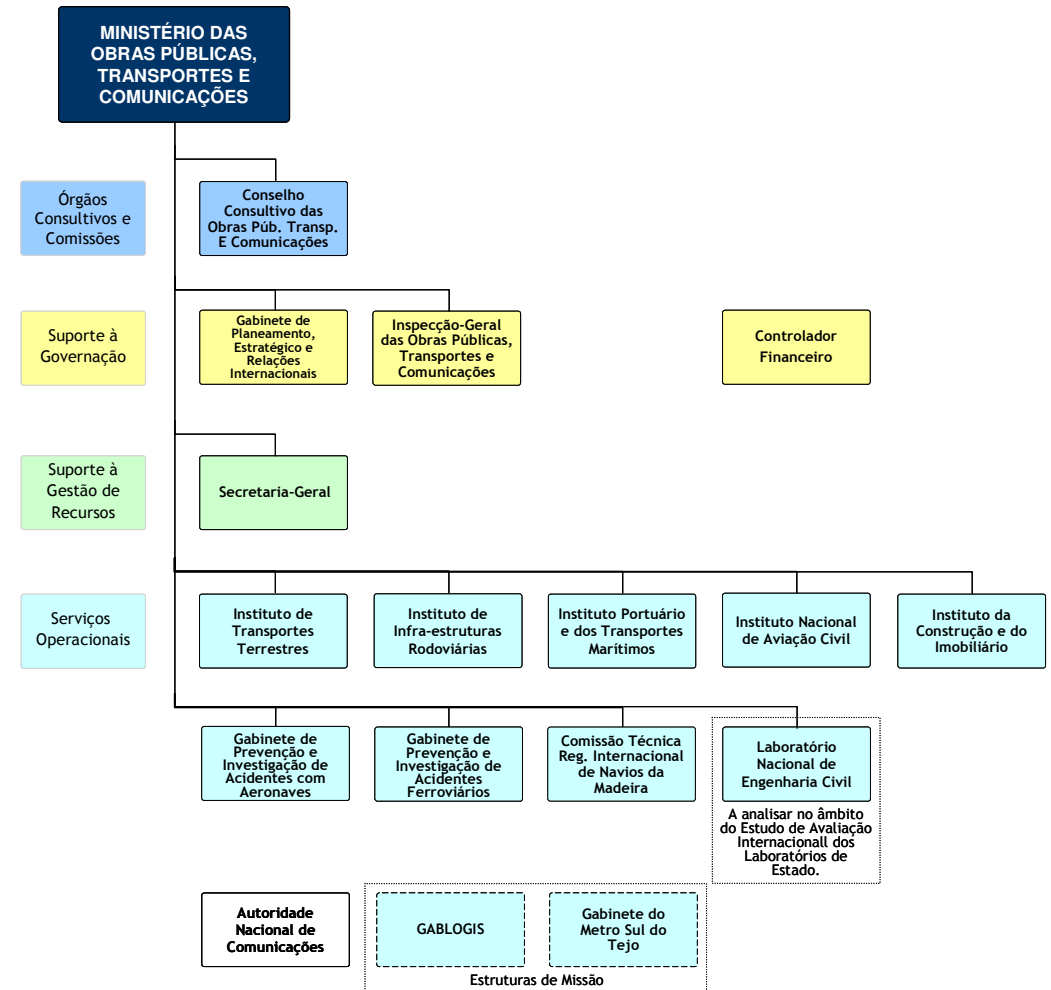 MINISTÉRIO DAS
OBRAS PÚBLICAS,
TRANSPORTES E
COMUNICAÇÕES
Órgãos
Consultivos e
Comissões
Conselho
Consultivo das
Obras Púb. Transp.
E Comunicações
Suporte à
Governação
Gabinete de
Planeamento,
Estratégico e
Relações
Internacionais
Inspecção-Geral
das Obras Públicas,
Transportes e
Comunicações
Controlador
Financeiro
Suporte à
Gestão de
Recursos
Secretaria-Geral
Serviços
Operacionais
Instituto de
Transportes
Terrestres
Instituto de
Infra-estruturas
Rodoviárias
Instituto Portuário
e dos Transportes
Marítimos
Instituto Nacional
de Aviação Civil
Instituto da
Construção e do
Imobiliário
Gabinete de
Prevenção e
Investigação de
Acidentes com
Aeronaves
Gabinete de
Prevenção e
Investigação de
Acidentes
Ferroviários
Comissão Técnica
Reg. Internacional
de Navios da
Madeira
Laboratório
Nacional de
Engenharia Civil
A analisar no âmbito
do Estudo de Avaliação
Internacionall dos
Laboratórios de
Estado.
Autoridade
Nacional de
Comunicações
GABLOGIS
Gabinete do
Metro Sul do
Tejo
Estruturas de Missão